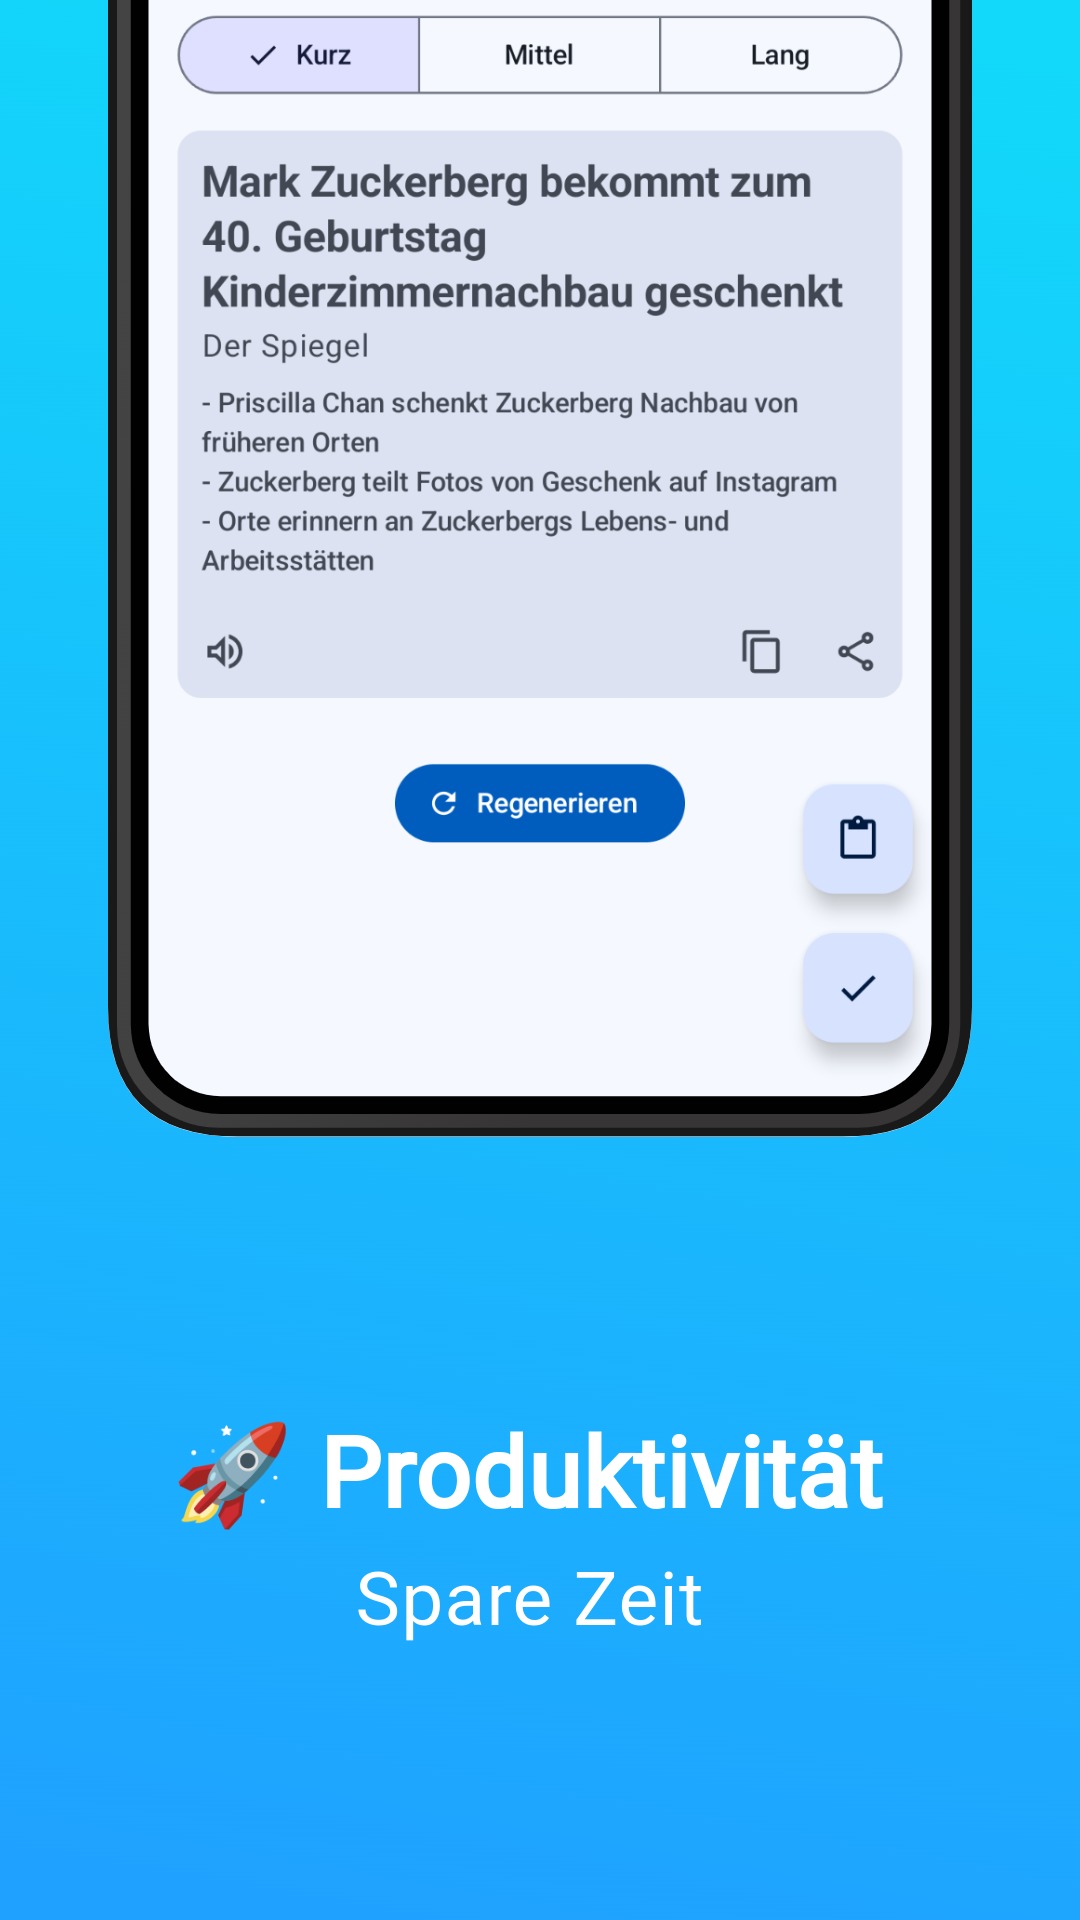 Kurz
Mittel
Lang
Mark Zuckerberg bekommt zum
40. Geburtstag
Kinderzimmernachbau geschenkt
Der Spiegel
- Priscilla Chan schenkt Zuckerberg Nachbau von
früheren Orten
- Zuckerberg teilt Fotos von Geschenk auf Instagram
- Orte erinnern an Zuckerbergs Lebens- und
Arbeitsstätten
Regenerieren
🚀 Produktivität
Spare Zeit